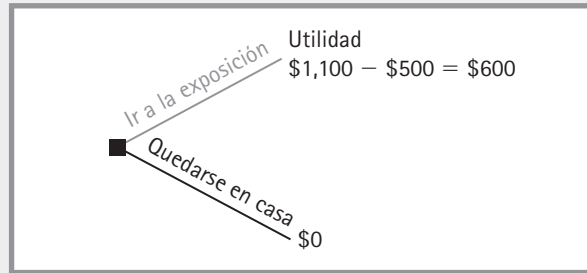 Utilidad
$1,100 − $500 = $600
Ir a la exposición
Quedarse en casa
$0